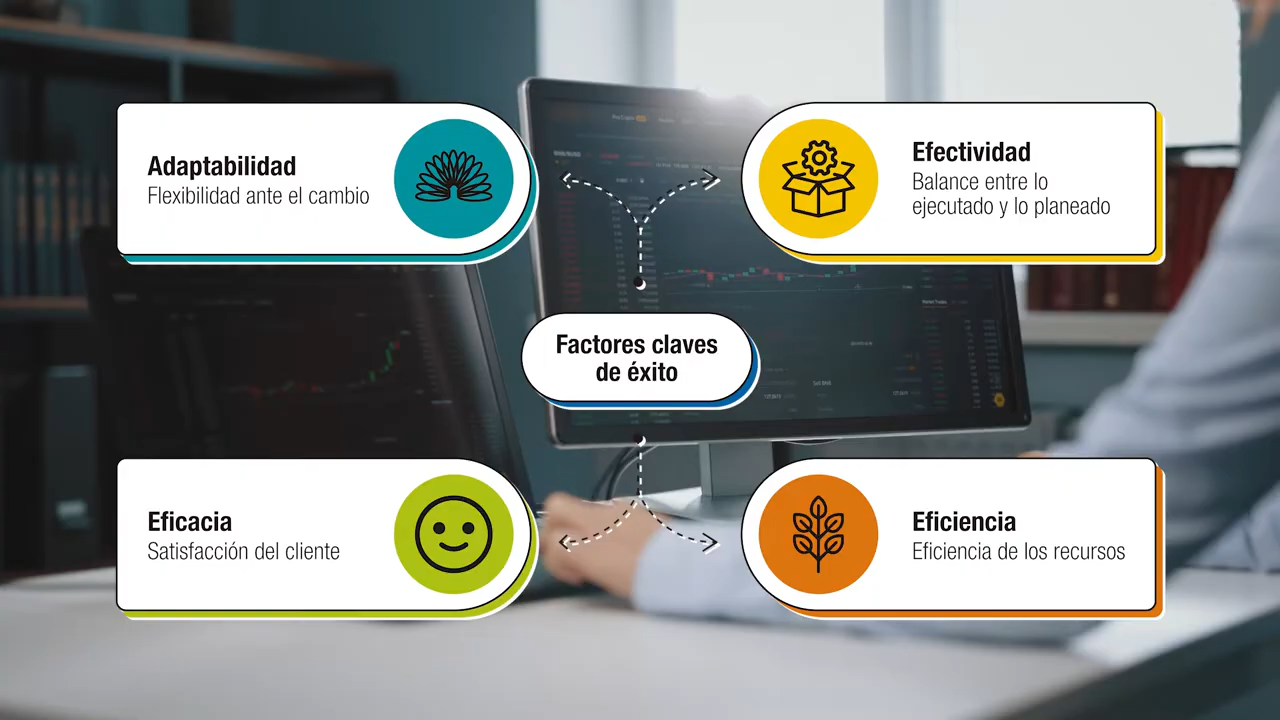 Adaptabilidad
Flexibilidad ante el cambio
Efectividad
Balance entre lo
ejecutado y lo planeado
Factores claves
de éxito
Eficacia
Satisfacción del cliente
Eficiencia
Eficiencia de los recursos